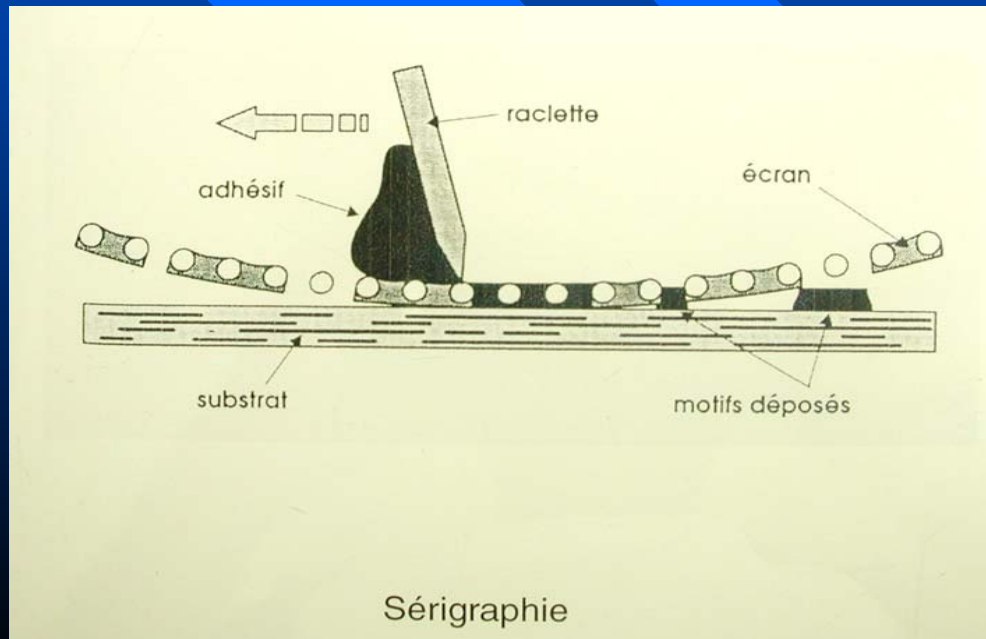 raclette
adhésif
écran
substrat
motifs déposés
Sérigraphie